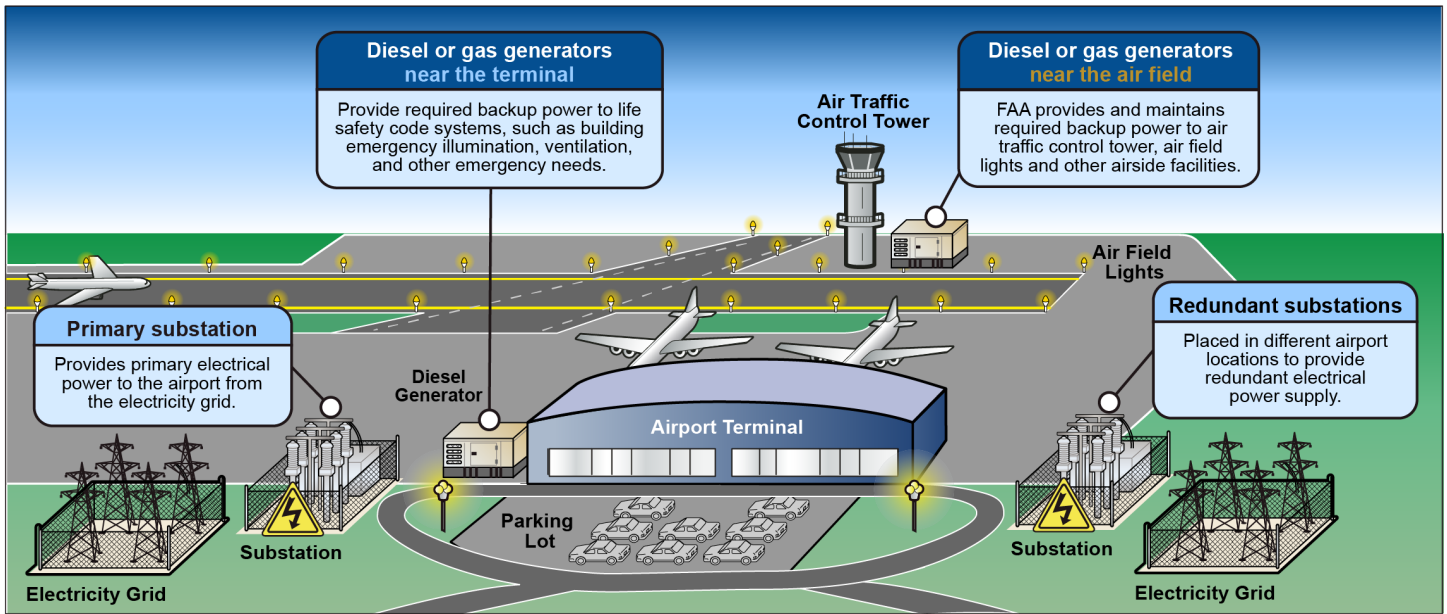 Diesel or gas generators
near the terminal
Provide required backup power to life
safety code systems, such as building
emergency illumination, ventilation,
and other emergency needs.
Air Traffic
Control Tower
Diesel or gas generators
near the air field
FAA provides and maintains
required backup power to air
traffic control tower, air field
lights and other airside facilities.
Air Field
Lights
Primary substation
Provides primary electrical
power to the airport from
the electricity grid.
Diesel
Generator
Airport Terminal
Redundant substations
Placed in different airport
locations to provide
redundant electrical
power supply.
Parking
Lot
Substation
Electricity Grid
Substation
Electricity Grid